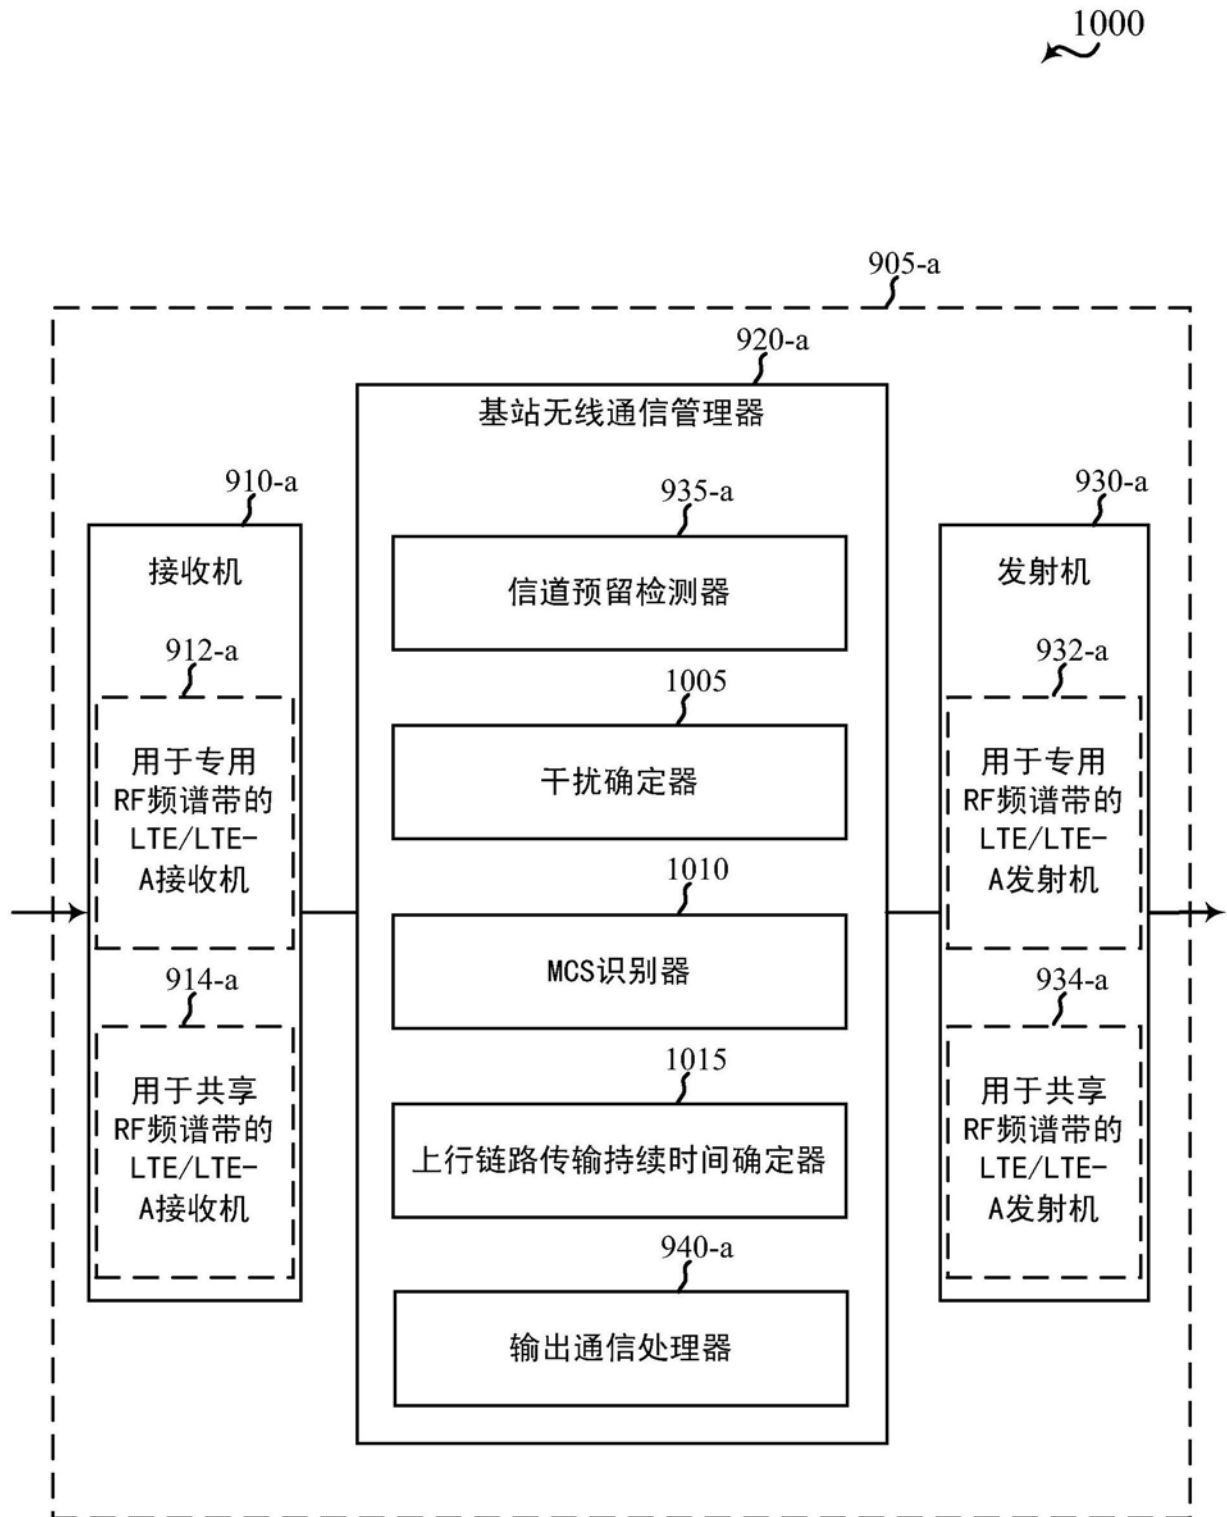 1000
905-a
920-a
基站无线通信管理器
910-a
接收机
912-a
用于专用
RF频谱带的
LTE/LTE-
A接收机
914-a
用于共享
RF频谱带的
LTE/LTE-
A接收机
935-a
信道预留检测器
1005
干扰确定器
1010
MCS识别器
1015
上行链路传输持续时间确定器
940-a
输出通信处理器
930-a
发射机
932-a
用于专用
RF频谱带的
LTE/LTE-
A发射机
934-a
用于共享
RF频谱带的
LTE/LTE-
A发射机